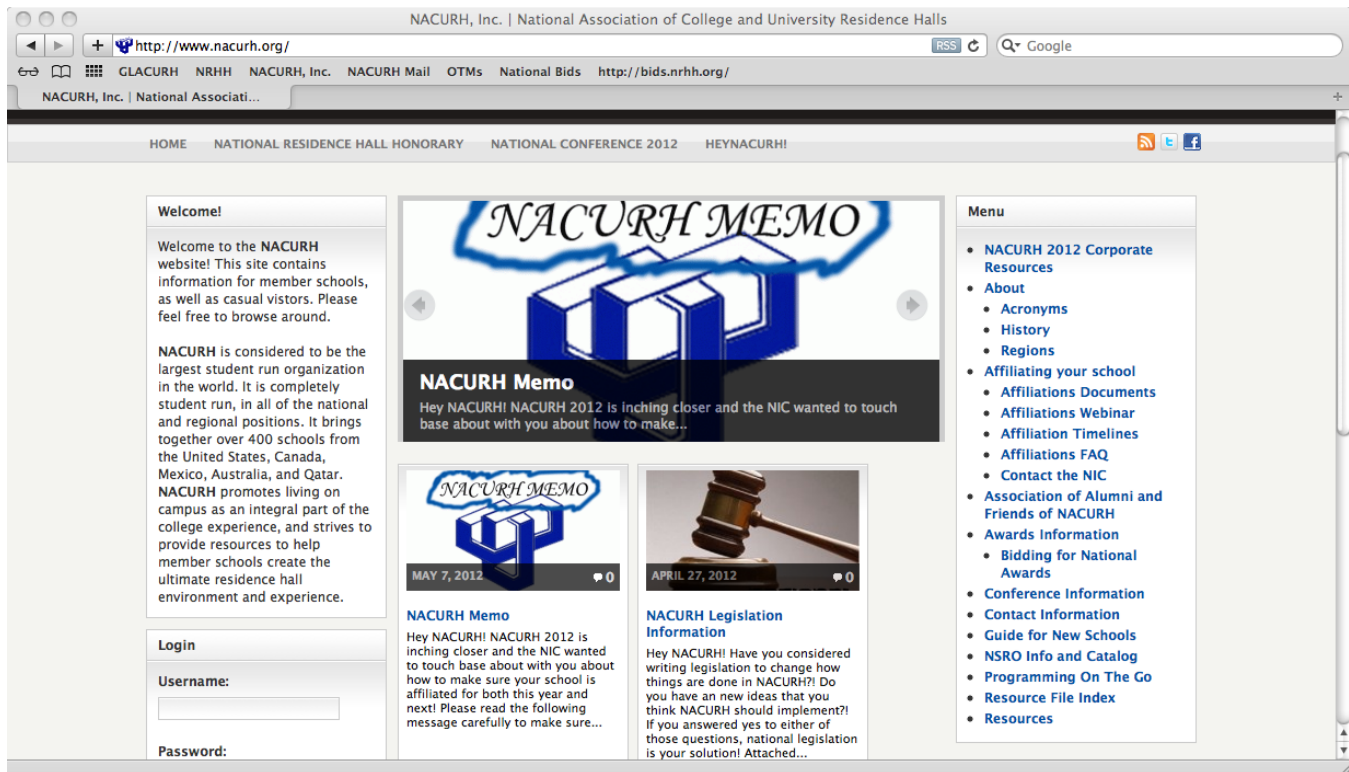 NACURH, Inc. | National Association of College and University Residence Halls
http://www.nacurh.org/
RSS
Google
GLACURH NRHH NACURH, Inc. NACURH Mail OTMs National Bids http://bids.nrhh.org/
NACURH, Inc. | National Associati...
HOME NATIONAL RESIDENCE HALL HONORARY NATIONAL CONFERENCE 2012 HEYNACURH!
Welcome!
Welcome to the NACURH
website! This site contains
information for member schools,
as well as casual vistors. Please
feel free to browse around.
NACURH is considered to be the
largest student run organization
in the world. It is completely
student run, in all of the national
and regional positions. It brings
together over 400 schools from
the United States, Canada,
Mexico, Australia, and Qatar.
NACURH promotes living on
campus as an integral part of the
college experience, and strives to
provide resources to help
member schools create the
ultimate residence hall
environment and experience.
Login
Username:
Password:
NACURH MEMO
NACURH Memo
Hey NACURH! NACURH 2012 is inching closer and the NIC wanted to touch
base about with you about how to make...
NACURH MEMO
MAY 7, 2012 0
NACURH Memo
Hey NACURH! NACURH 2012 is
inching closer and the NIC wanted
to touch base about with you about
how to make sure your school is
affiliated for both this year and
next! Please read the following
message carefully to make sure...
APRIL 27, 2012 0
NACURH Legislation
Information
Hey NACURH! Have you considered
writing legislation to change how
things are done in NACURH?! Do
you have an new ideas that you
think NACURH should implement?!
If you answered yes to either of
those questions, national legislation
is your solution! Attached...
Menu
NACURH 2012 Corporate
Resources
About
Acronyms
History
Regions
Affiliating your school
Affiliations Documents
Affiliations Webinar
Affiliation Timelines
Affiliations FAQ
Contact the NIC
Association of Alumni and
Friends of NACURH
Awards Information
Bidding for National
Awards
Conference Information
Contact Information
Guide for New Schools
NSRO Info and Catalog
Programming On The Go
Resource File Index
Resources